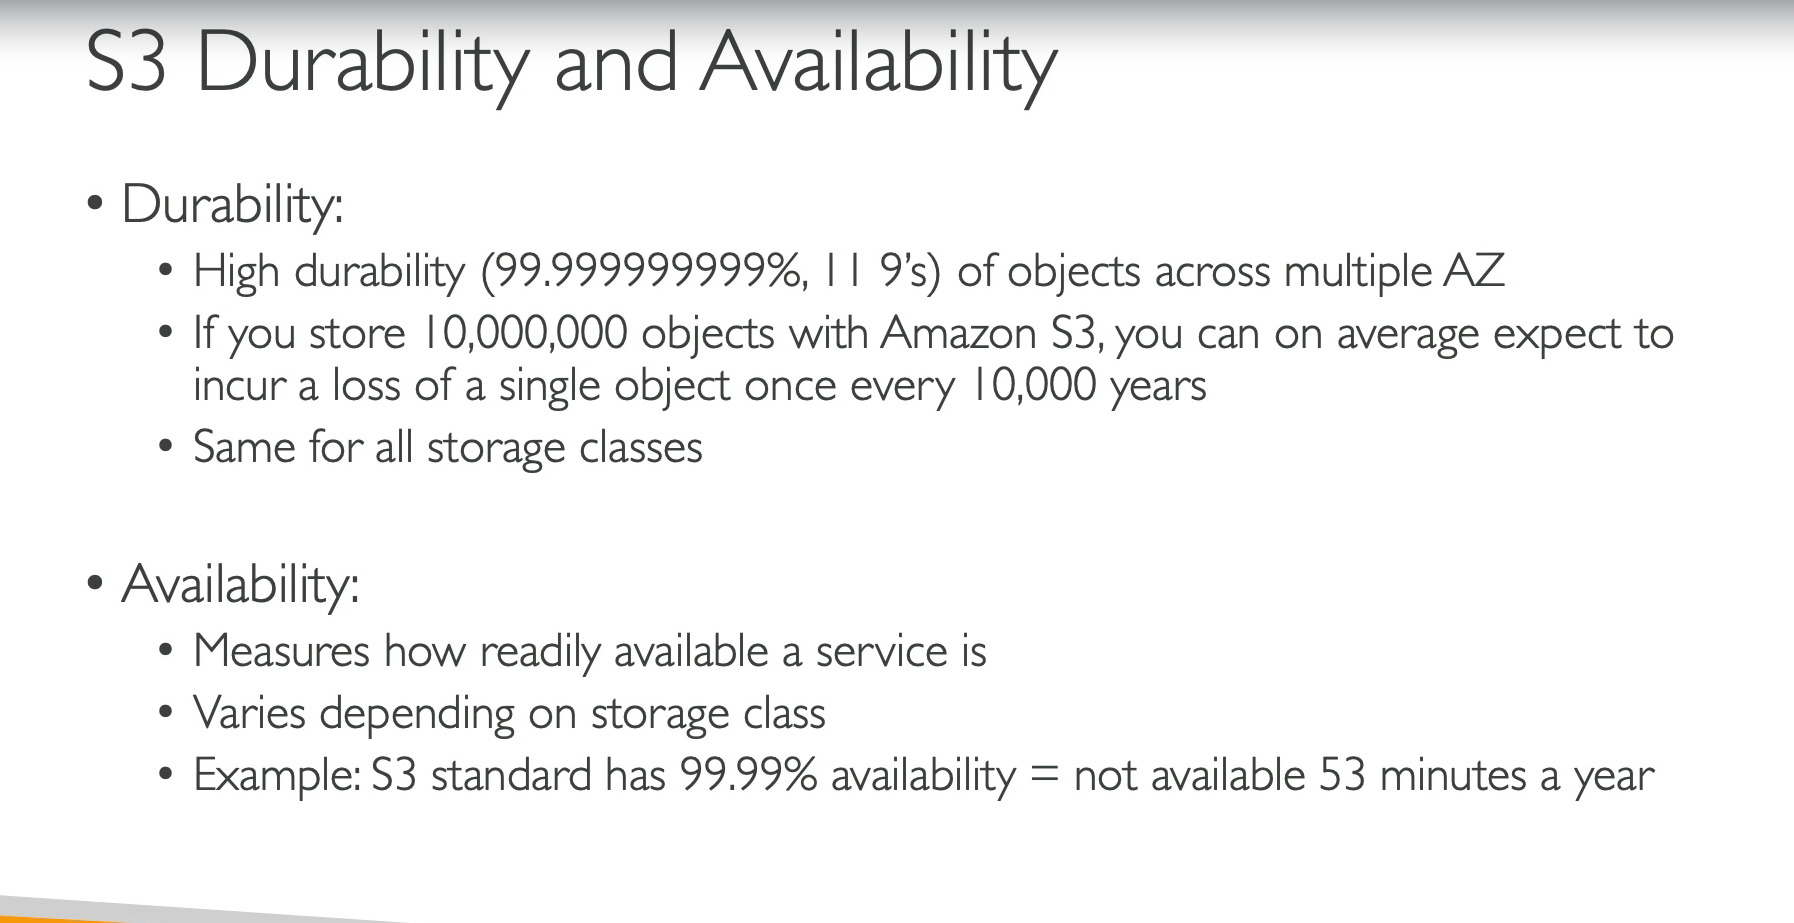 S3 Durability and Availability
• Durability:
• High durability (99.999999999%, 11 9’s) of objects across multiple AZ
• If you store 10,000,000 objects with Amazon S3, you can on average expect to
incur a loss of a single object once every 10,000 years
• Same for all storage classes
• Availability:
• Measures how readily available a service is
• Varies depending on storage class
• Example: S3 standard has 99.99% availability = not available 53 minutes a year